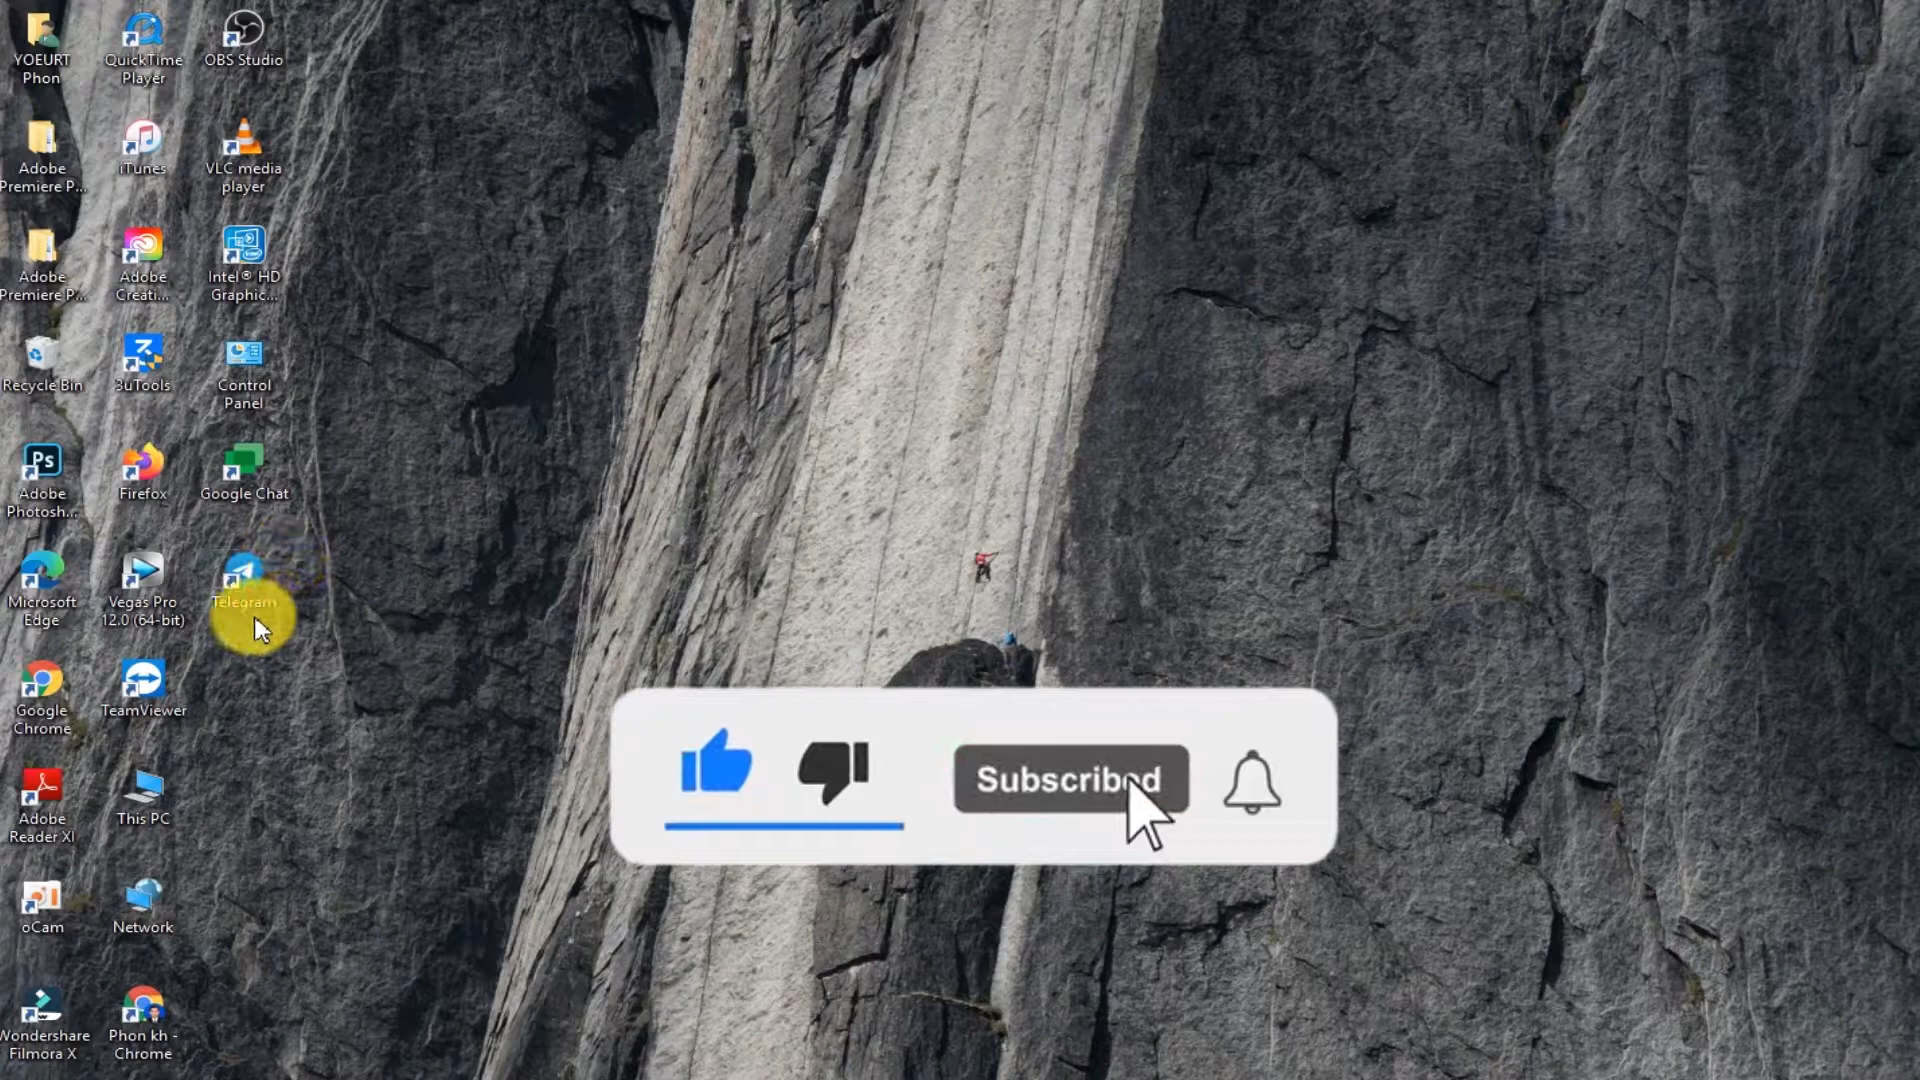 YOEURT
Phon
QuickTime
Player
OBS Studio
Adobe
Premiere P...
iTunes
VLC media
player
Adobe
Premiere P...
Adobe
Creati...
Intel® HD
Graphic...
Recycle Bin
3uTools
Control
Panel
Ps
Adobe
Photosh...
Firefox
Google Chat
Microsoft
Edge
Vegas Pro
12.0 (64-bit)
Telegram
Google
Chrome
TeamViewer
Adobe
Reader XI
This PC
oCam
Network
Wondershare
Filmora X
Phon kh -
Chrome
Subscribed